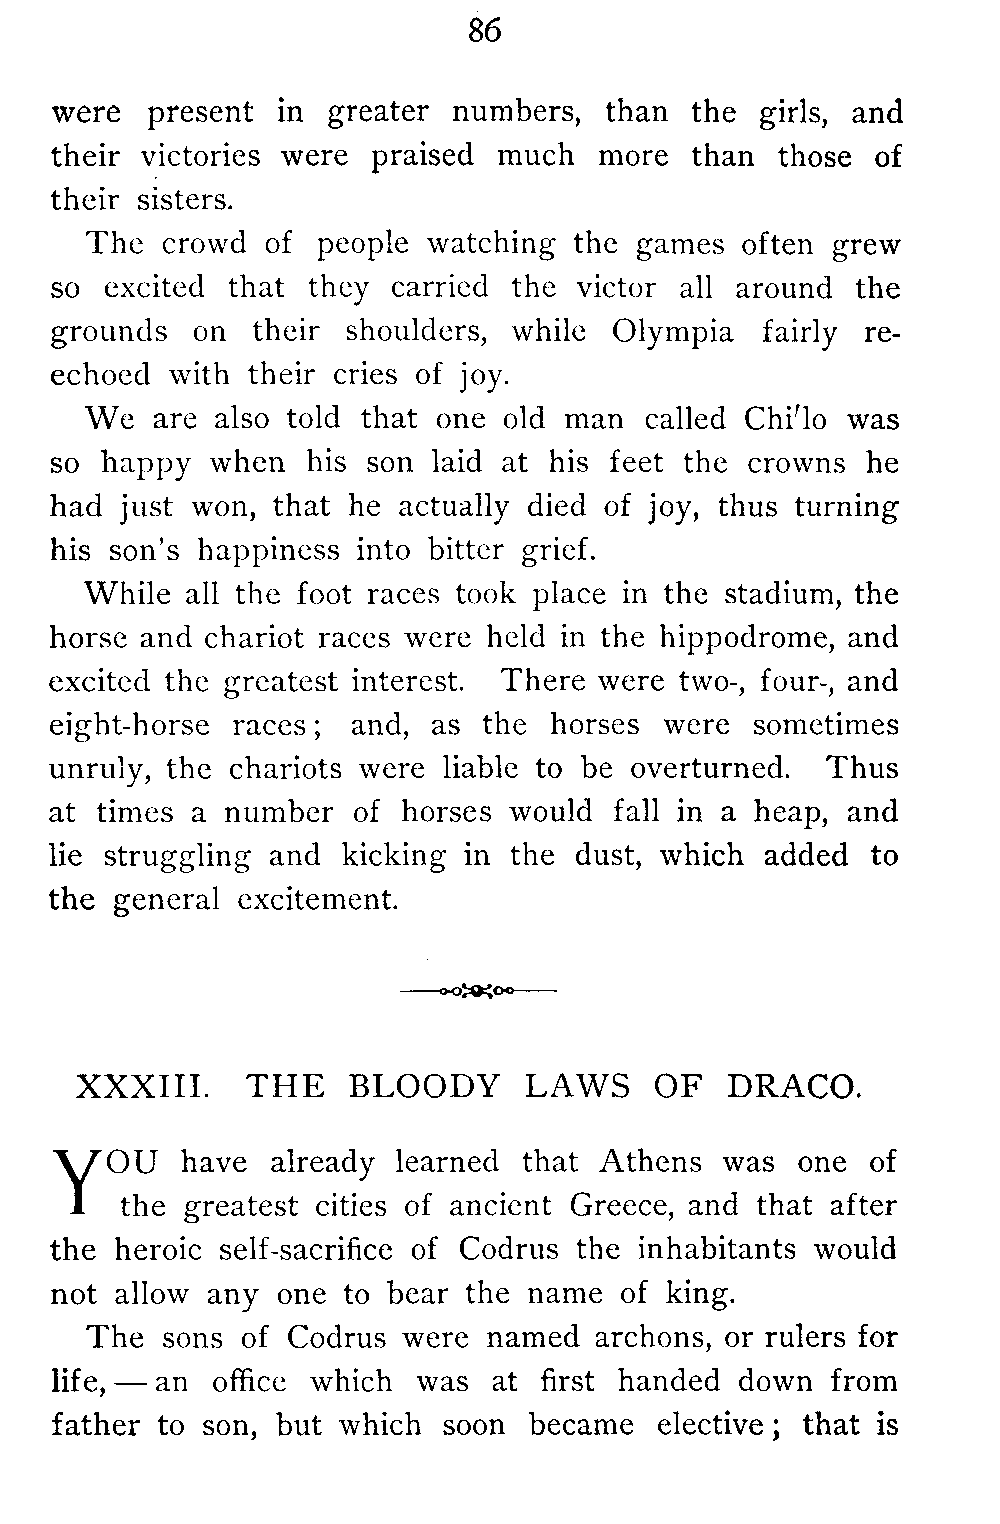 86
were present in greater numbers, than the girls, and
their victories were praised much more than those of
their sisters.
The crowd of people watching the games often grew
so excited that they carried the victor all around the
grounds on their shoulders, while Olympia fairly re-
echoed with their cries of joy.
We are also told that one old man called Chi'lo was
so happy when his son laid at his feet the crowns he
had just won, that he actually died of joy, thus turning
his son's happiness into bitter grief.
While all the foot races took place in the stadium, the
horse and chariot races were held in the hippodrome, and
excited the greatest interest. There were two-, four-, and
eight-horse races; and, as the horses were sometimes
unruly, the chariots were liable to be overturned. Thus
at times a number of horses would fall in a heap, and
lie struggling and kicking in the dust, which added to
the general excitement.
XXXIII. THE BLOODY LAWS OF DRACO.
YOU have already learned that Athens was one of
the greatest cities of ancient Greece, and that after
the heroic self-sacrifice of Codrus the inhabitants would
not allow any one to bear the name of king.
The sons of Codrus were named archons, or rulers for
life, — an office which was at first handed down from
father to son, but which soon became elective; that is